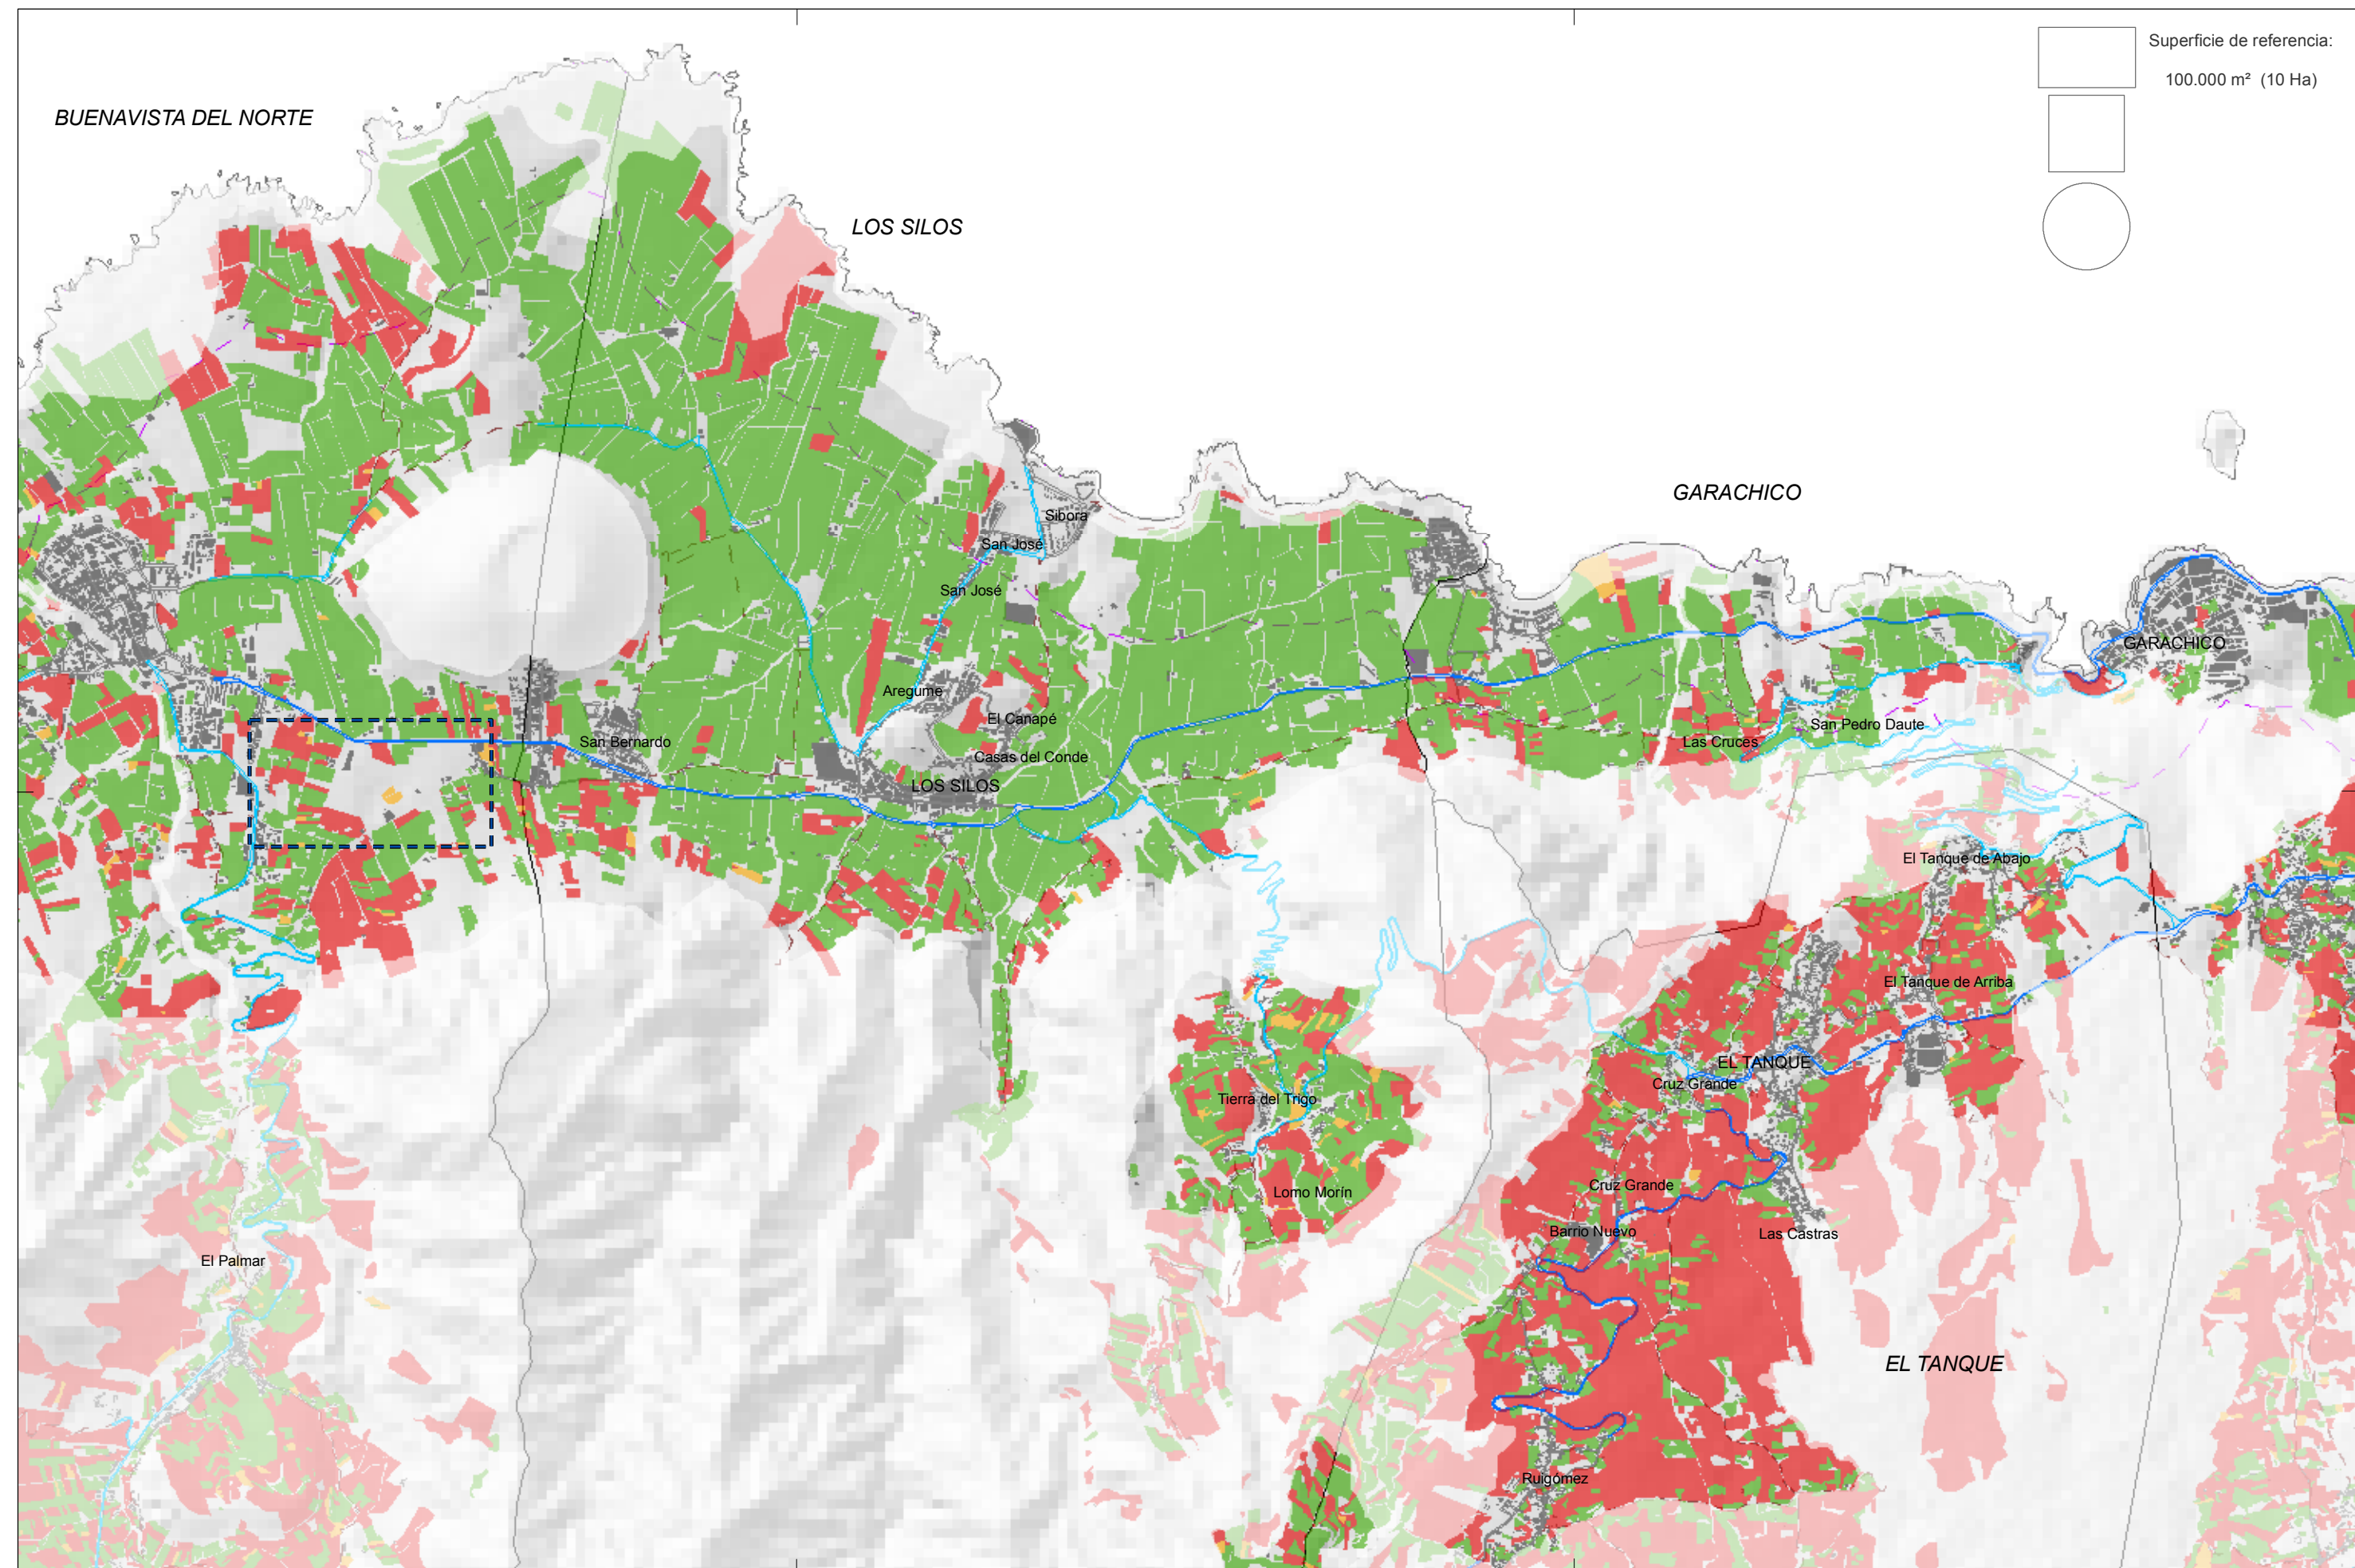 Superficie de referencia:
100.000 m² (10 Ha)
BUENAVISTA DEL NORTE
LOS SILOS
GARACHICO
Sibora
San José
San José
GARACHICO
Aregume
El Canapé
San Pedro Daute
San Bernardo
Las Cruces
Casas del Conde
LOS SILOS
El Tanque de Abajo
El Tanque de Arriba
EL TANQUE
Cruz Grande
Tierra del Trigo
Cruz Grande
Lomo Morín
Barrio Nuevo
Las Castras
El Palmar
EL TANQUE
Ruigómez